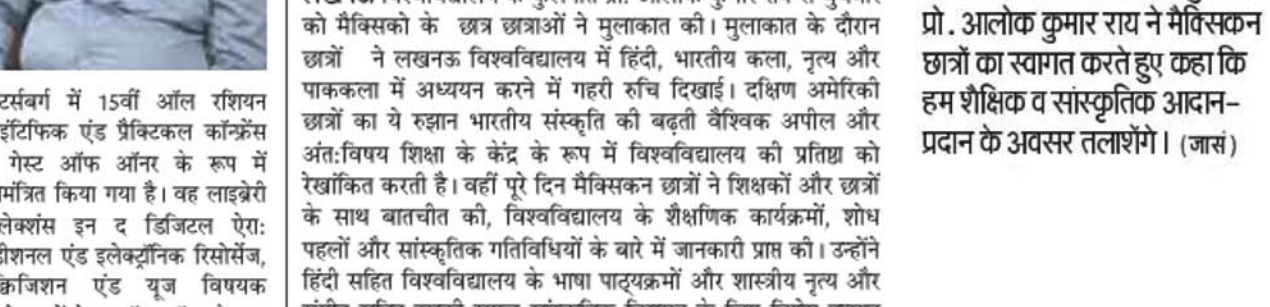 टर्सबर्ग में 15वीं ऑल रशियन
इंटिफिक एंड प्रैक्टिकल कॉन्फ्रेंस
गेस्ट ऑफ ऑनर के रूप में
मंत्रित किया गया है। वह लाइब्रेरी
लेक्शंस इन द डिजिटल ऐरा:
डीशनल एंड इलेक्ट्रॉनिक रिसोर्सेज,
क्विजिशन एंड यूज विषयक
को मैक्सिको के छात्र छात्राओं ने मुलाकात की। मुलाकात के दौरान
छात्रों ने लखनऊ विश्वविद्यालय में हिंदी, भारतीय कला, नृत्य और
पाककला में अध्ययन करने में गहरी रुचि दिखाई। दक्षिण अमेरिकी
छात्रों का ये रुझान भारतीय संस्कृति की बढ़ती वैश्विक अपील और
अंत:विषय शिक्षा के केंद्र के रूप में विश्वविद्यालय की प्रतिष्ठा को
रेखांकित करती है। वहीं पूरे दिन मैक्सिकन छात्रों ने शिक्षकों और छात्रों
के साथ बातचीत की, विश्वविद्यालय के शैक्षणिक कार्यक्रमों, शोध
पहलों और सांस्कृतिक गतिविधियों के बारे में जानकारी प्राप्त की। उन्होंने
हिंदी सहित विश्वविद्यालय के भाषा पाठ्यक्रमों और शास्त्रीय नृत्य और
प्रो. आलोक कुमार राय ने मैक्सिकन
छात्रों का स्वागत करते हुए कहा कि
हम शैक्षिक व सांस्कृतिक आदान-
प्रदान के अवसर तलाशेंगे। (जासं)